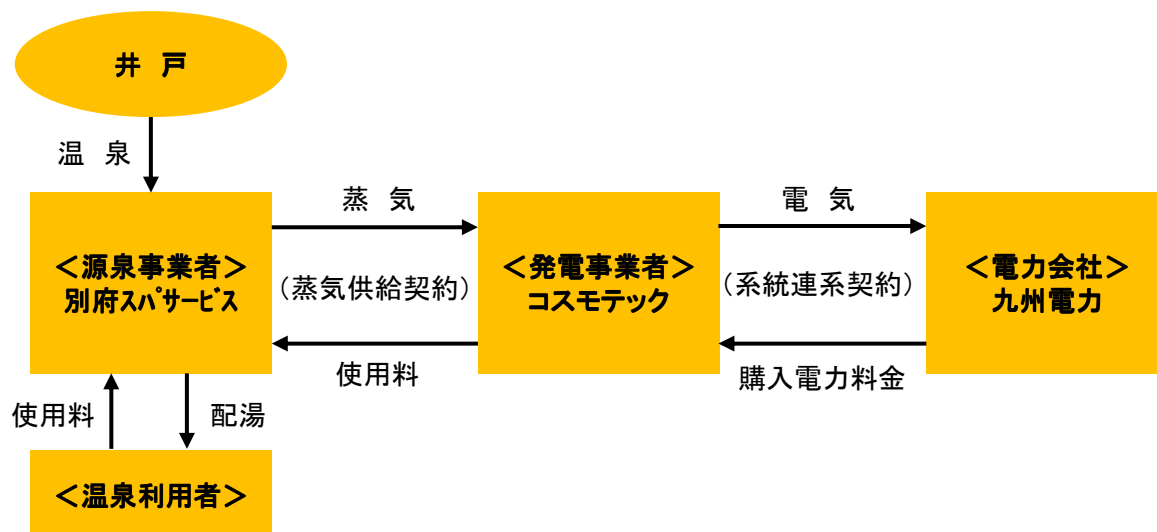 井 戸
温 泉
蒸 気
電 気
＜源泉事業者＞
別府ｽﾊﾟｻｰﾋﾞｽ
（蒸気供給契約）
＜発電事業者＞
コスモテック
（系統連系契約）
＜電力会社＞
九州電力
使用料
購入電力料金
使用料
配湯
＜温泉利用者＞